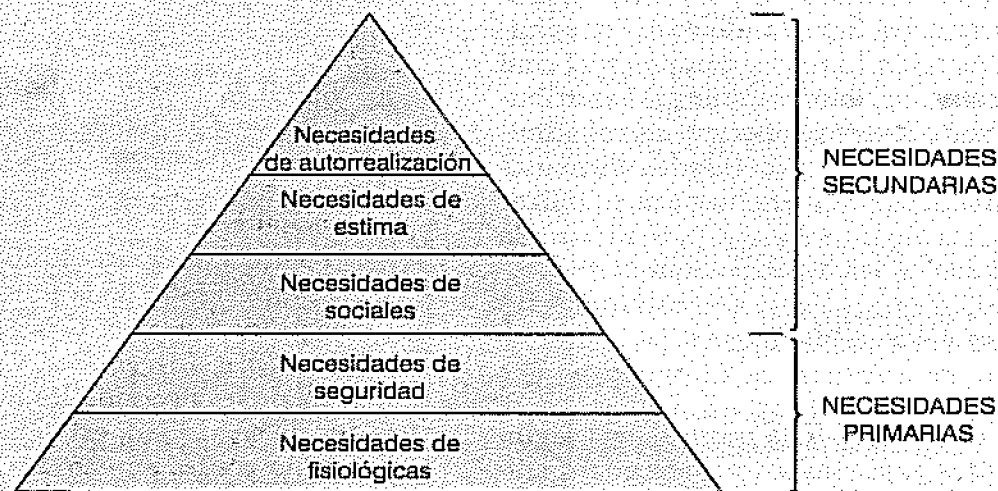 Necesidades
de autorrealización
Necesidades de
estima
Necesidades de
sociales
Necesidades de
seguridad
Necesidades de
fisiológicas
NECESIDADES
SECUNDARIAS
NECESIDADES
PRIMARIAS